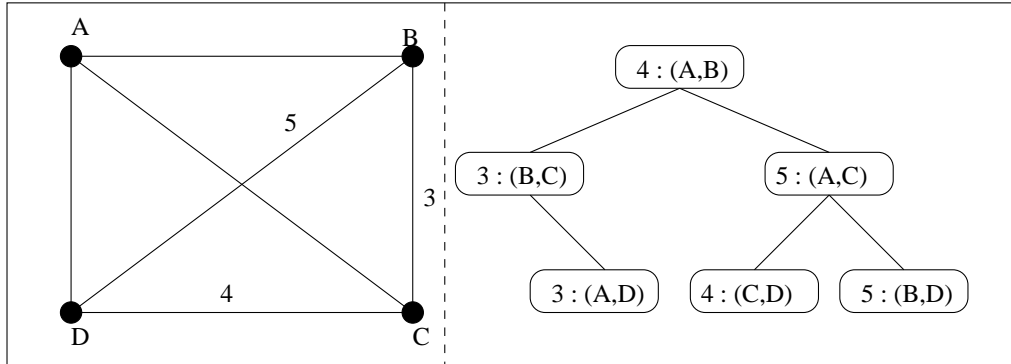 A
B
5
3
4
D
C
4 : (A,B)
3 : (B,C)
5 : (A,C)
3 : (A,D)
4 : (C,D)
5 : (B,D)